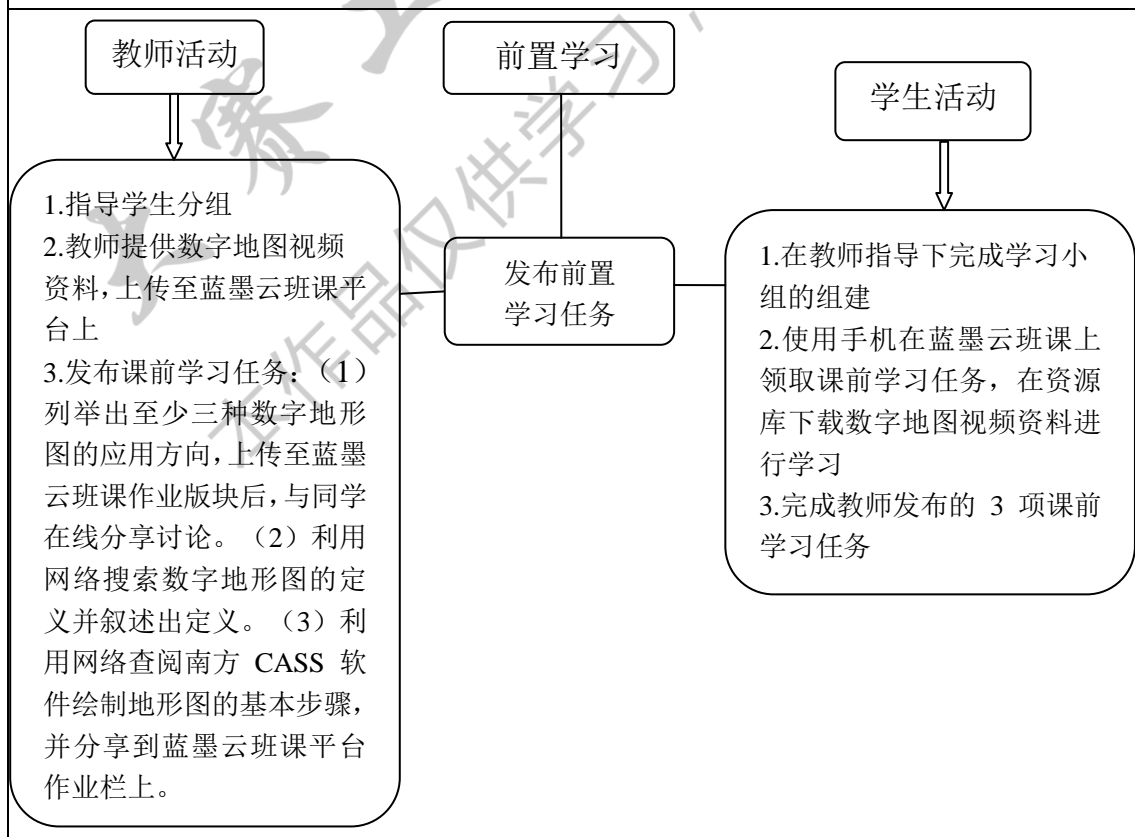 教师活动
前置学习
学生活动
1.指导学生分组
2.教师提供数字地图视频
资料，上传至蓝墨云班课平
台上
3.发布课前学习任务：（1）
列举出至少三种数字地形
图的应用方向，上传至蓝墨
云班课作业版块后，与同学
在线分享讨论。（2）利用
网络搜索数字地形图的定
义并叙述出定义。（3）利
用网络查阅南方 CASS 软
件绘制地形图的基本步骤，
并分享到蓝墨云班课平台
作业栏上。
发布前置
学习任务
1.在教师指导下完成学习小
组的组建
2.使用手机在蓝墨云班课上
领取课前学习任务，在资源
库下载数字地图视频资料进
行学习
3.完成教师发布的 3 项课前
学习任务
本作品仅供学习